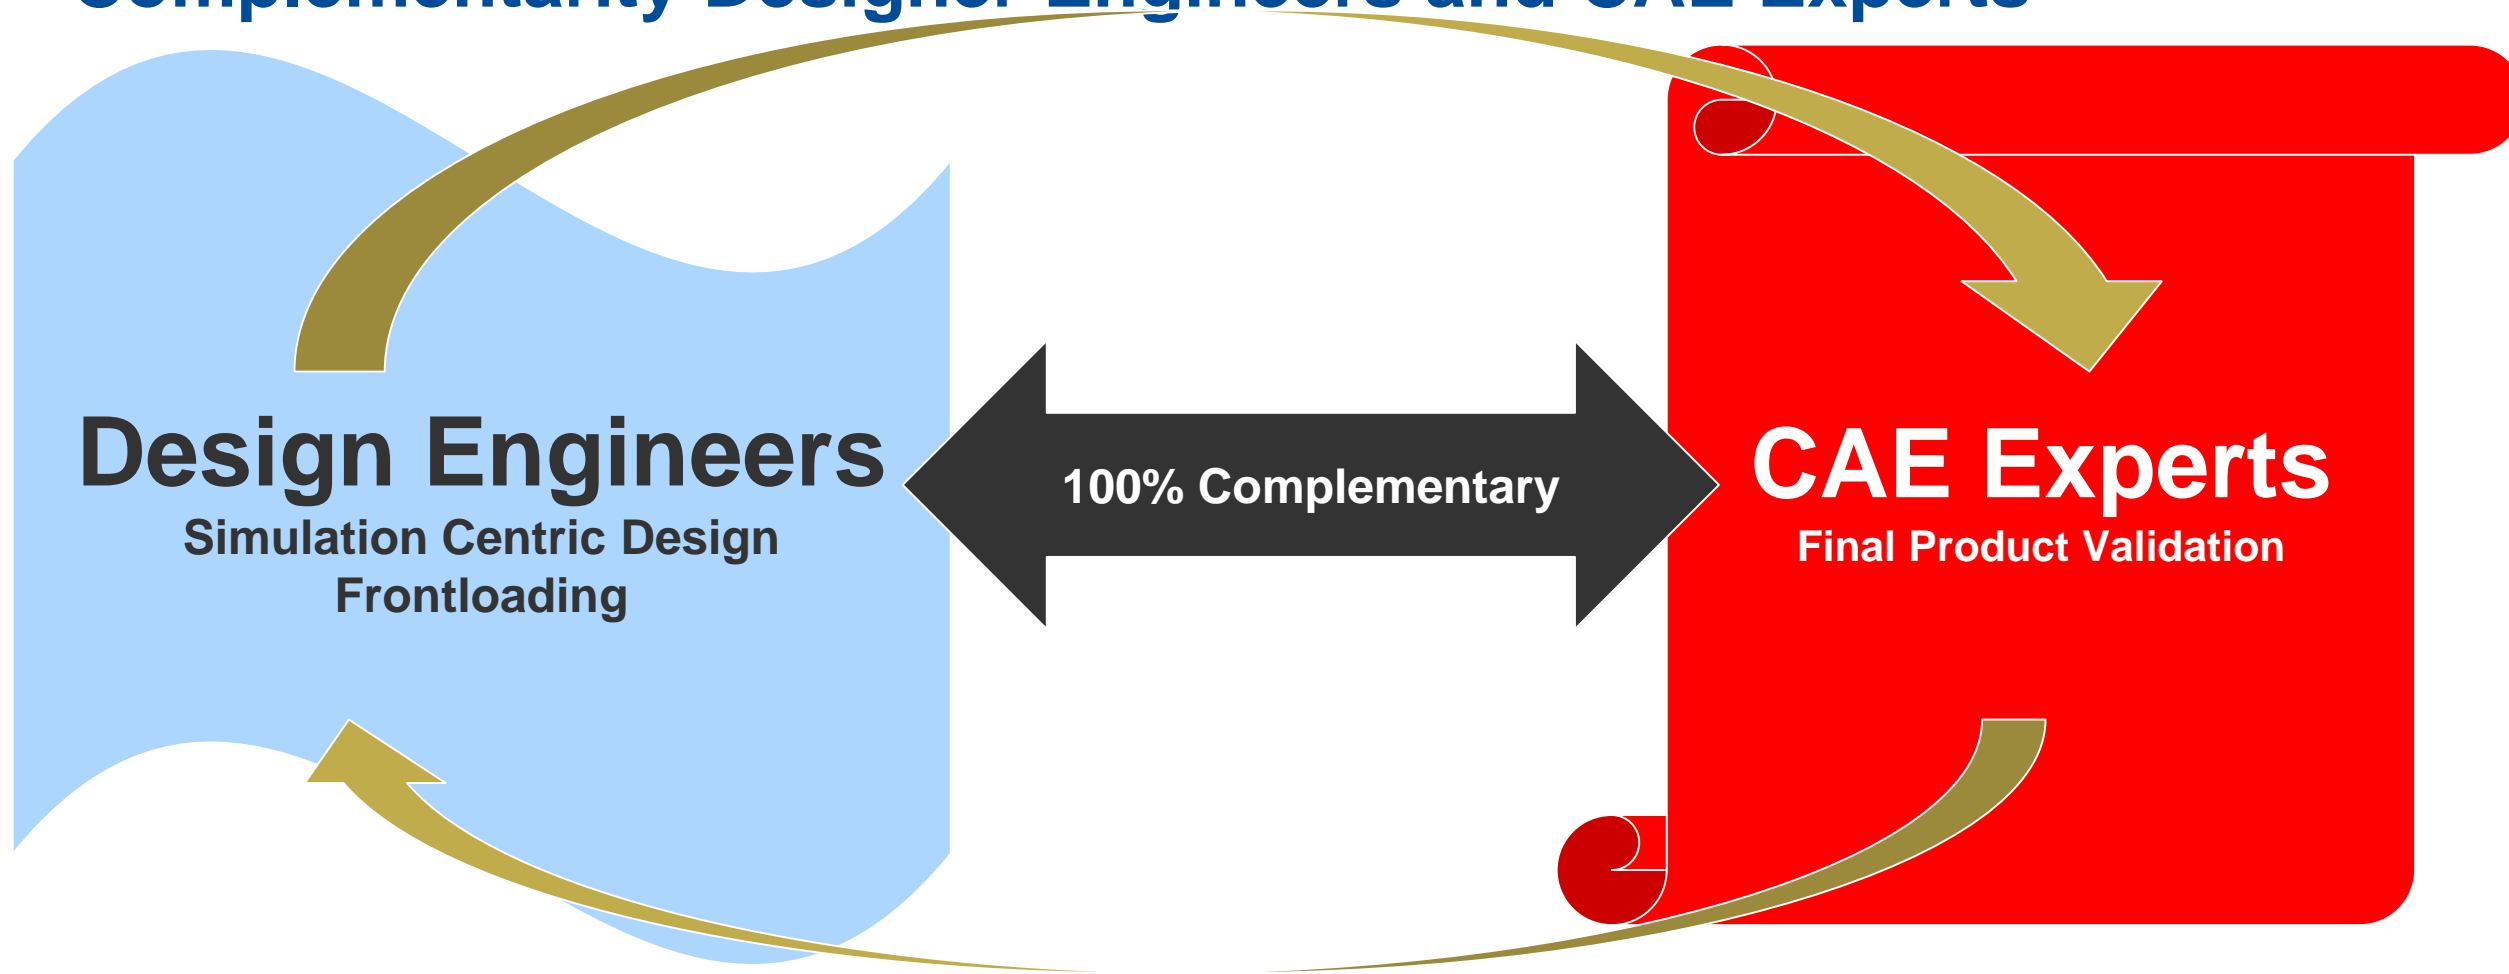 Design Engineers
Simulation Centric Design
Frontloading
100% Complementary
CAE Experts
Final Product Validation